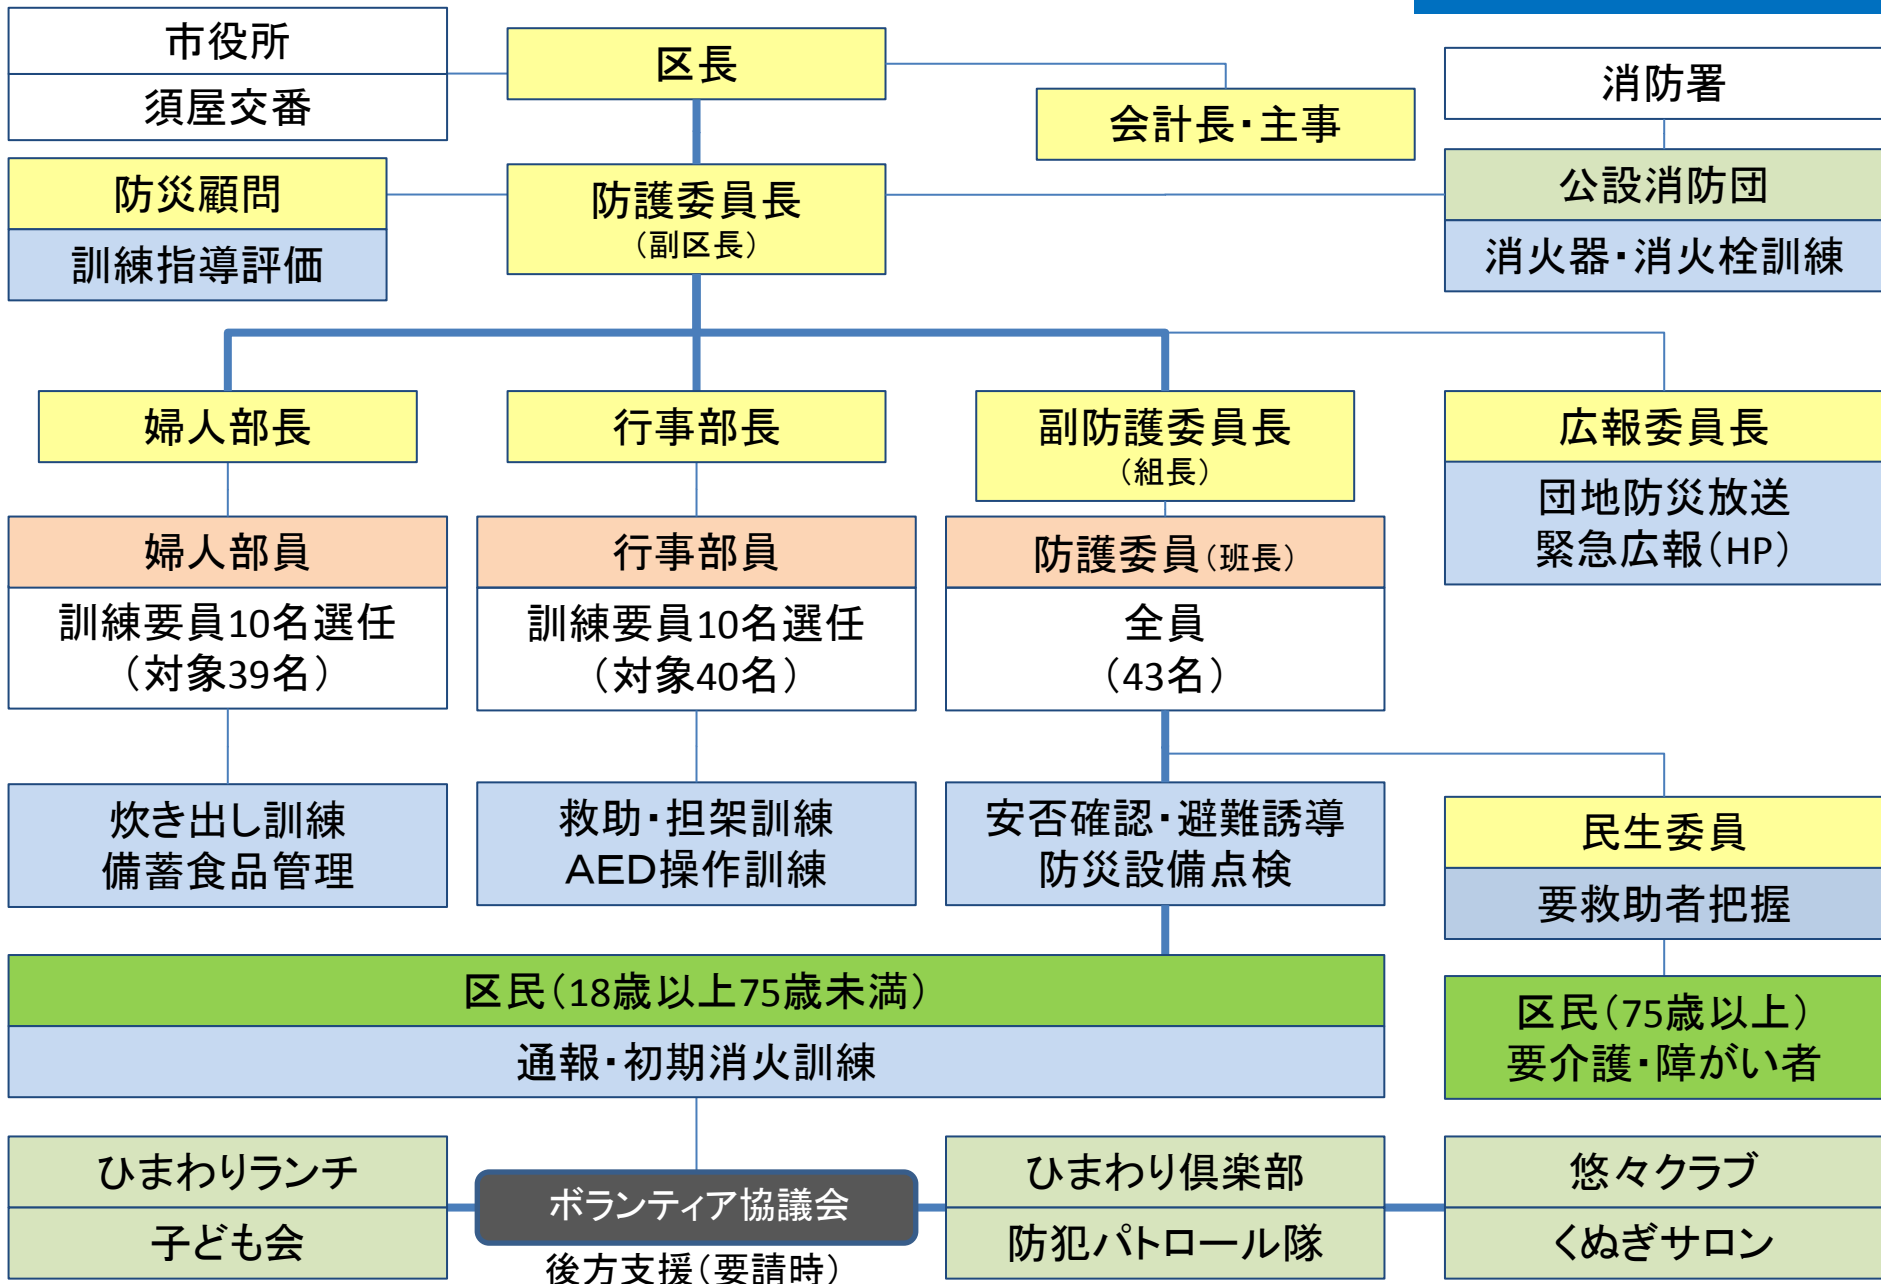 市役所
須屋交番
区長
会計長・主事
消防署
防災顧問
訓練指導評価
防護委員長
（副区長）
公設消防団
消火器・消火栓訓練
婦人部長
行事部長
副防護委員長
（組長）
広報委員長
団地防災放送
緊急広報（HP）
婦人部員
訓練要員10名選任
（対象39名）
行事部員
訓練要員10名選任
（対象40名）
防護委員（班長）
全員
（43名）
炊き出し訓練
備蓄食品管理
救助・担架訓練
AED操作訓練
安否確認・避難誘導
防災設備点検
民生委員
要救助者把握
区民（18歳以上75歳未満）
通報・初期消火訓練
区民（75歳以上）
要介護・障がい者
ひまわりランチ
子ども会
ボランティア協議会
後方支援（要請時）
ひまわり倶楽部
防犯パトロール隊
悠々クラブ
くぬぎサロン